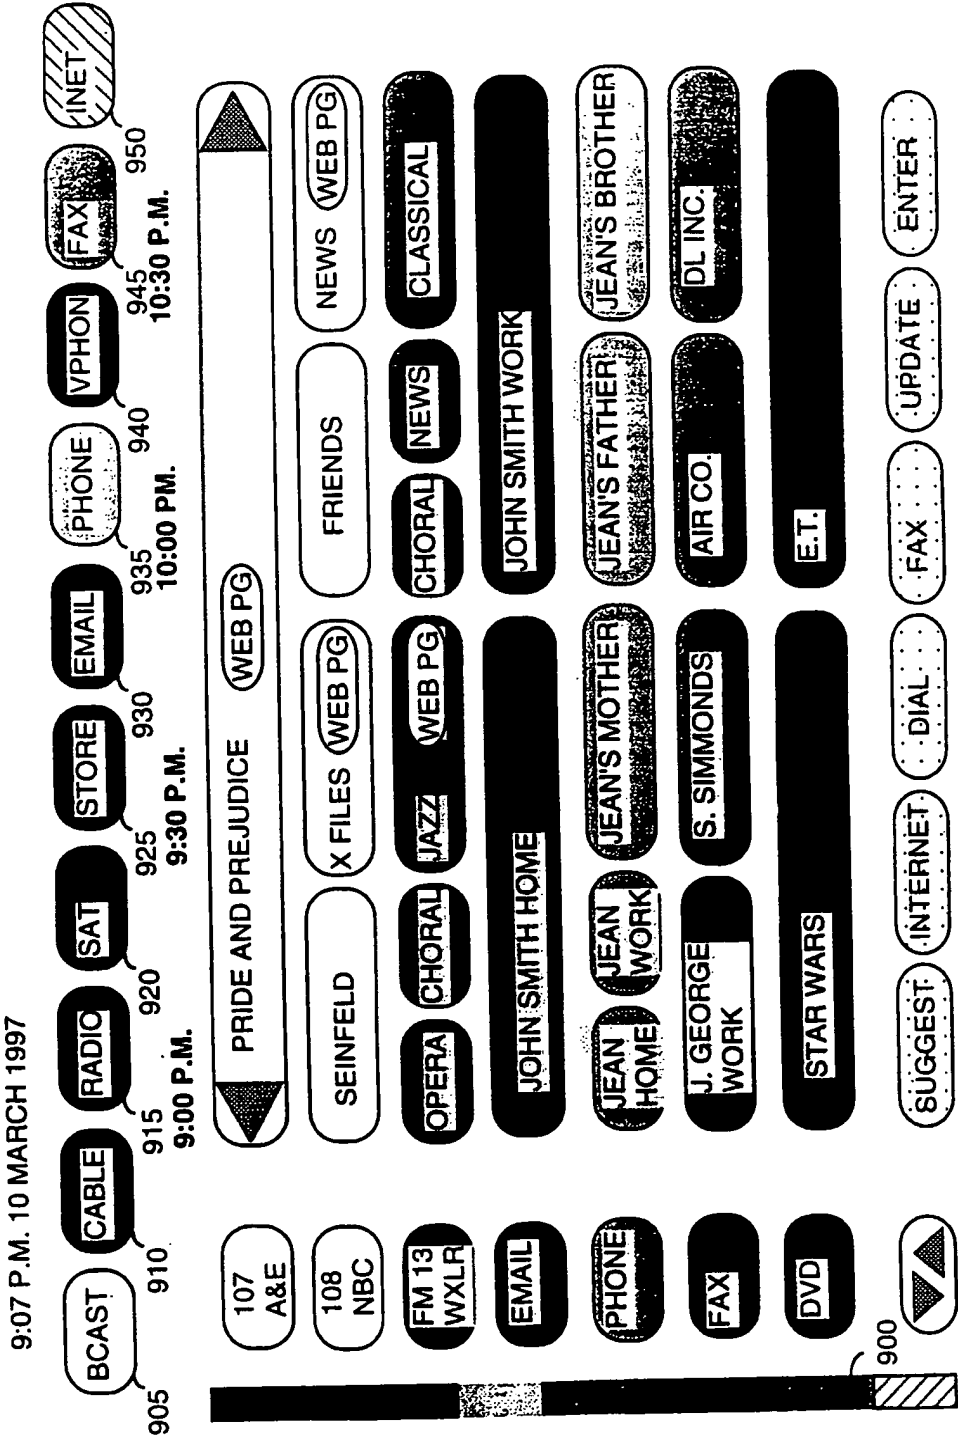 9:07 P.M. 10 MARCH 1997
BCAST CABLE RADIO SAT STORE EMAIL PHONE VPHON FAX INET
905 910 915 920 925 930 935 940 945 950
9:00 P.M. 9:30 P.M. 10:00 PM. 10:30 P.M.
107 A&E
PRIDE AND PREJUDICE WEB PG
108 NBC
SEINFELD X FILES WEB PG FRIENDS NEWS WEB PG
FM 13 WXLR
OPERA CHORAL JAZZ WEB PG CHORAL NEWS CLASSICAL
EMAIL
JOHN SMITH HOME JOHN SMITH WORK
PHONE
JEAN HOME JEAN WORK JEAN'S MOTHER JEAN'S FATHER JEAN'S BROTHER
FAX
J. GEORGE WORK S. SIMMONDS AIR CO. DL INC.
DVD
STAR WARS E.T.
900
SUGGEST INTERNET DIAL FAX UPDATE ENTER